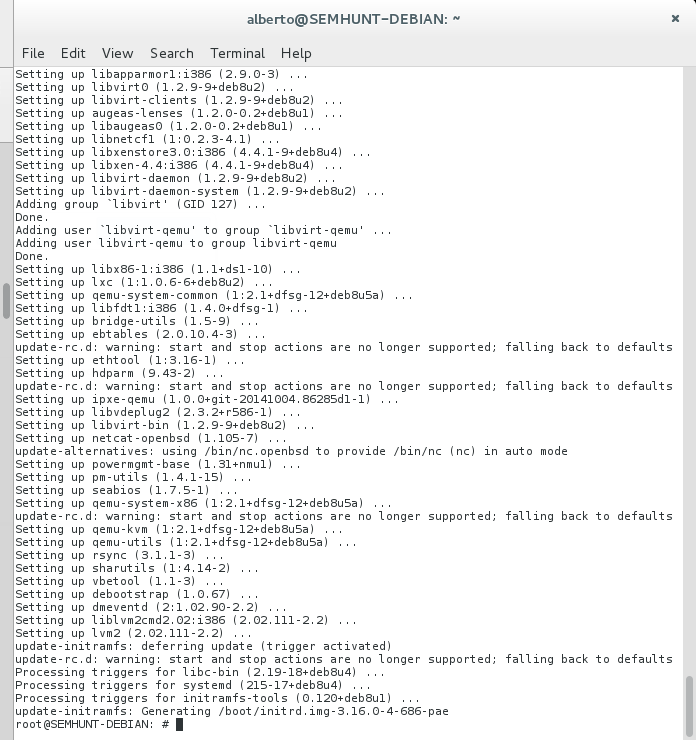 alberto@SEMHUNT-DEBIAN: ~
File Edit View Search Terminal Help
Setting up libapparmor1:i386 (2.9.0-3) ...
Setting up libvirt0 (1.2.9-9+deb8u2) ...
Setting up libvirt-clients (1.2.9-9+deb8u2) ...
Setting up augeas-lenses (1.2.0-0.2+deb8u1) ...
Setting up libaugeas0 (1.2.0-0.2+deb8u1) ...
Setting up libnetcf1 (1:0.2.3-4.1) ...
Setting up libxenstore3.0:i386 (4.4.1-9+deb8u4) ...
Setting up libxen-4.4:i386 (4.4.1-9+deb8u4) ...
Setting up libvirt-daemon (1.2.9-9+deb8u2) ...
Setting up libvirt-daemon-system (1.2.9-9+deb8u2) ...
Adding group `libvirt' (GID 127) ...
Done.
Adding user `libvirt-qemu' to group `libvirt-qemu' ...
Adding user libvirt-qemu to group libvirt-qemu
Done.
Setting up libx86-1:i386 (1.1+ds1-10) ...
Setting up lxc (1:1.0.6-6+deb8u2) ...
Setting up qemu-system-common (1:2.1+dfsg-12+deb8u5a) ...
Setting up libfdt1:i386 (1.4.0+dfsg-1) ...
Setting up bridge-utils (1.5-9) ...
Setting up ebtables (2.0.10.4-3) ...
update-rc.d: warning: start and stop actions are no longer supported; falling back to defaults
Setting up ethtool (1:3.16-1) ...
Setting up hdparm (9.43-2) ...
update-rc.d: warning: start and stop actions are no longer supported; falling back to defaults
Setting up ipxe-qemu (1.0.0+git-20141004.86285d1-1) ...
Setting up libvdeplug2 (2.3.2+r586-1) ...
Setting up libvirt-bin (1.2.9-9+deb8u2) ...
Setting up netcat-openbsd (1.105-7) ...
update-alternatives: using /bin/nc.openbsd to provide /bin/nc (nc) in auto mode
Setting up powermgmt-base (1.31+nmu1) ...
Setting up pm-utils (1.4.1-15) ...
Setting up seabios (1.7.5-1) ...
Setting up qemu-system-x86 (1:2.1+dfsg-12+deb8u5a) ...
update-rc.d: warning: start and stop actions are no longer supported; falling back to defaults
Setting up qemu-kvm (1:2.1+dfsg-12+deb8u5a) ...
Setting up qemu-utils (1:2.1+dfsg-12+deb8u5a) ...
Setting up rsync (3.1.1-3) ...
Setting up sharutils (1:4.14-2) ...
Setting up vbetool (1.1-3) ...
Setting up debootstrap (1.0.67) ...
Setting up dmeventd (2:1.02.90-2.2) ...
Setting up liblvm2cmd2.02:i386 (2.02.111-2.2) ...
Setting up lvm2 (2.02.111-2.2) ...
update-initramfs: deferring update (trigger activated)
update-rc.d: warning: start and stop actions are no longer supported; falling back to defaults
Processing triggers for libc-bin (2.19-18+deb8u4) ...
Processing triggers for systemd (215-17+deb8u4) ...
Processing triggers for initramfs-tools (0.120+deb8u1) ...
update-initramfs: Generating /boot/initrd.img-3.16.0-4-686-pae
root@SEMHUNT-DEBIAN: #